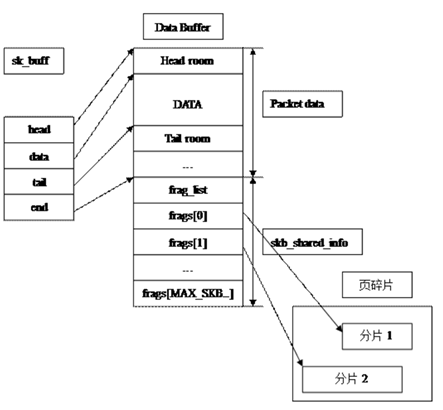 Data Buffer
sk_buff
Head room
DATA
Packet data
head
data
Tail room
tail
...
end
frag_list
frags[0]
frags[1]
skb_shared_info
...
页碎片
frags[MAX_SKB...]
分片 1
分片 2